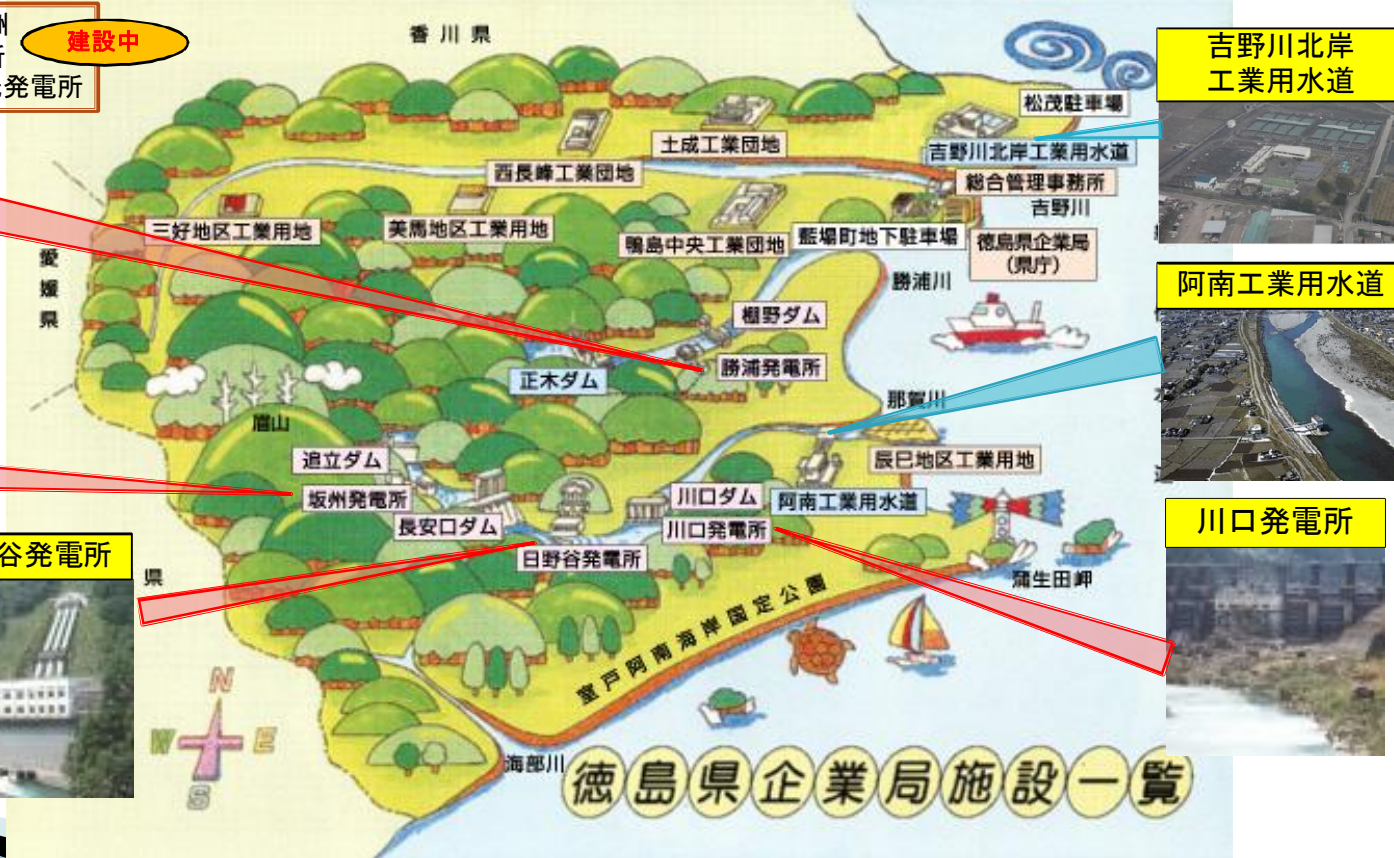 州
所
光発電所
建設中
香川県
吉野川北岸
工業用水道
松茂駐車場
土成工業団地
吉野川北岸工業用水道
西長峰工業団地
総合管理事務所
吉野川
三好地区工業用地
美馬地区工業用地
鴨島中央工業団地
藍場町地下駐車場
徳島県企業局
(県庁)
愛媛県
勝浦川
阿南工業用水道
棚野ダム
勝浦発電所
正木ダム
那賀川
眉山
追立ダム
辰巳地区工業用地
坂州発電所
川口ダム
阿南工業用水道
長安口ダム
川口発電所
川口発電所
日野谷発電所
谷発電所
県
蒲生田岬
室戸阿南海岸国定公園
N
W
E
S
海部川
徳島県企業局施設一覧